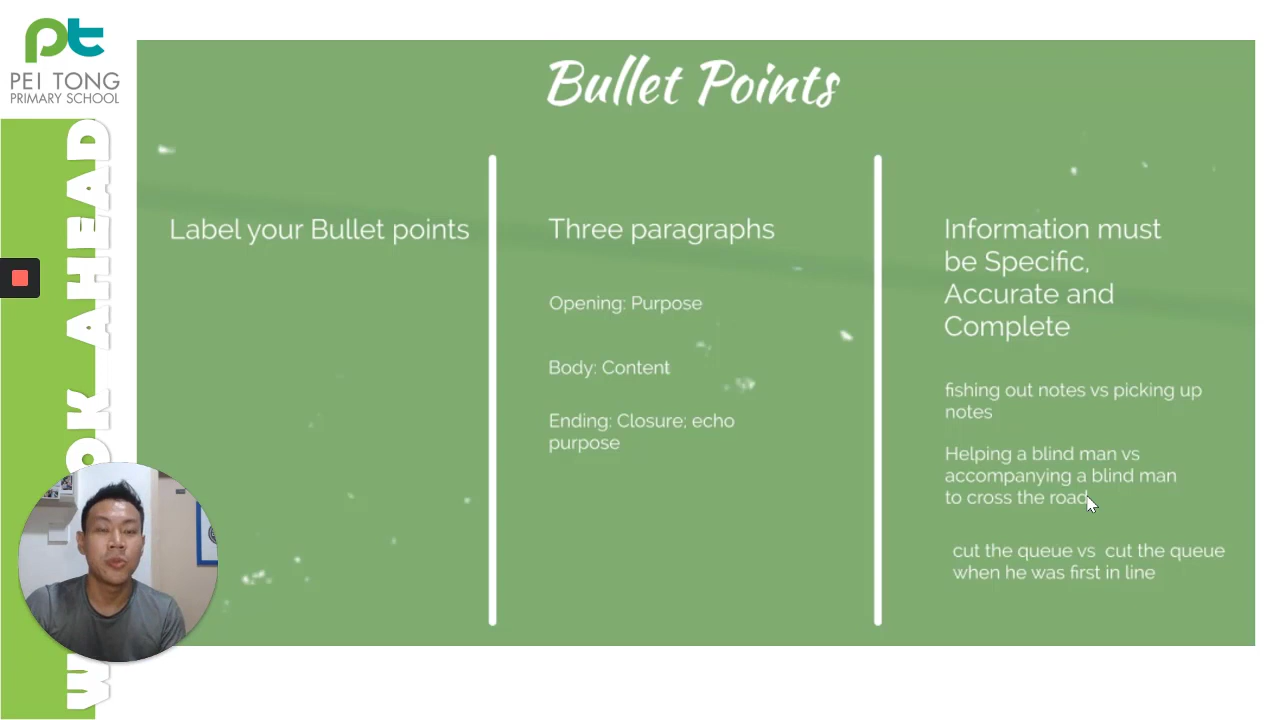 pt
PEI TONG
PRIMARY SCHOOL
AHEAD
Bullet Points
Label your Bullet points
Three paragraphs
Opening: Purpose
Body: Content
Ending: Closure; echo
purpose
Information must
be Specific,
Accurate and
Complete
fishing out notes vs picking up
notes
Helping a blind man vs
accompanying a blind man
to cross the road
cut the queue vs cut the queue
when he was first in line